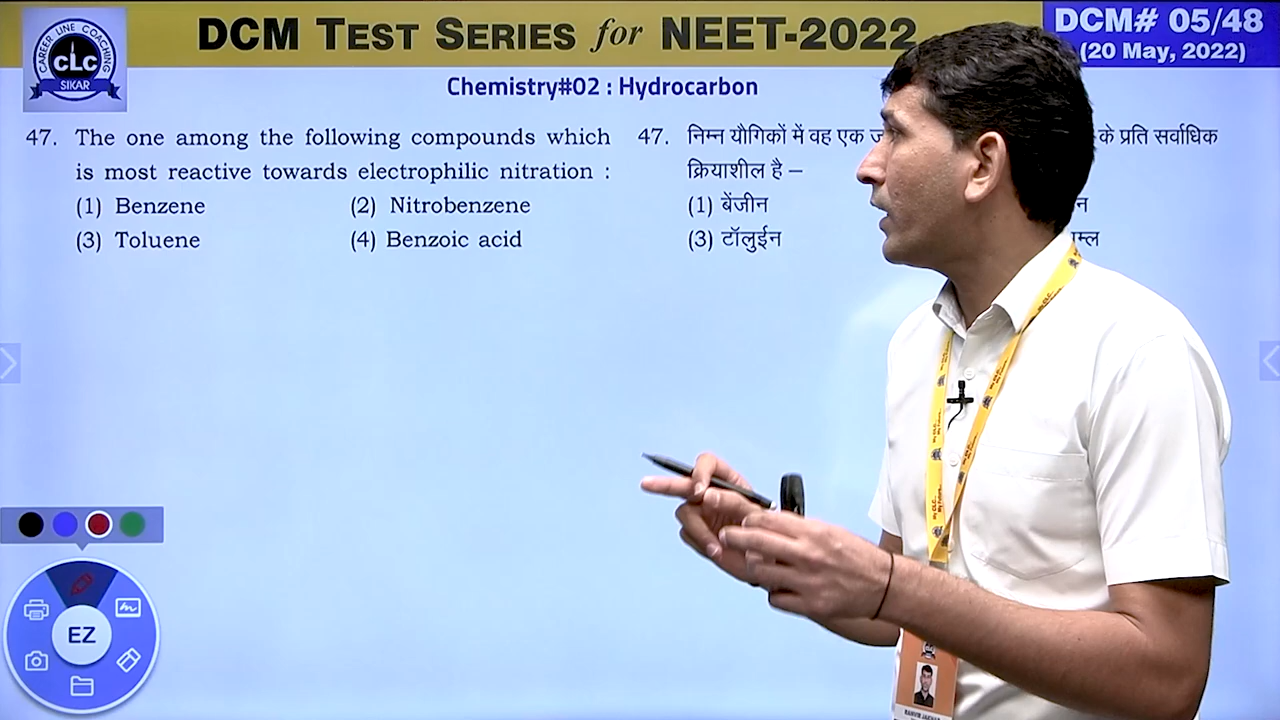 CAREER LINE COACHING
CLC
SIKAR
DCM TEST SERIES for NEET-2022
DCM# 05/48
(20 May, 2022)
Chemistry#02 : Hydrocarbon
47. The one among the following compounds which
is most reactive towards electrophilic nitration :
(1) Benzene (2) Nitrobenzene
(3) Toluene (4) Benzoic acid
47. निम्न यौगिकों में वह एक के प्रति सर्वाधिक
क्रियाशील है –
(1) बेंजीन
(3) टॉलुईन
EZ